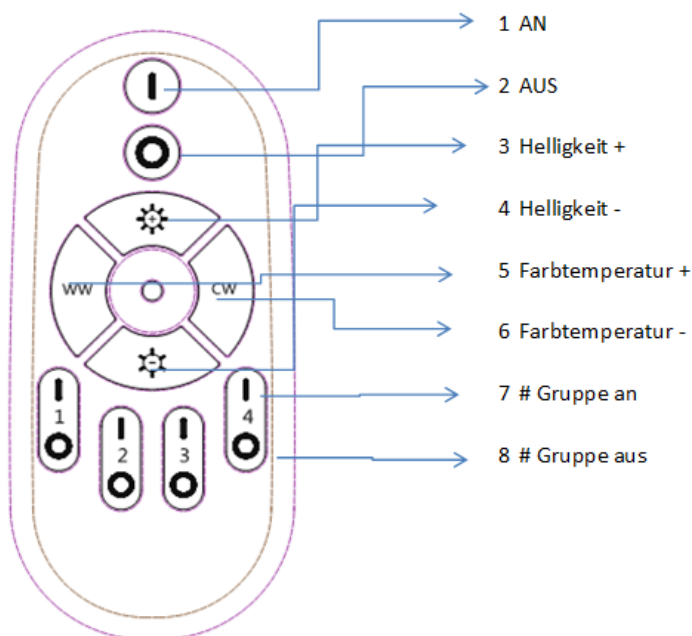 1 AN
2 AUS
3 Helligkeit +
4 Helligkeit -
WW
CW
5 Farbtemperatur +
6 Farbtemperatur -
7 # Gruppe an
1
4
2
3
8 # Gruppe aus